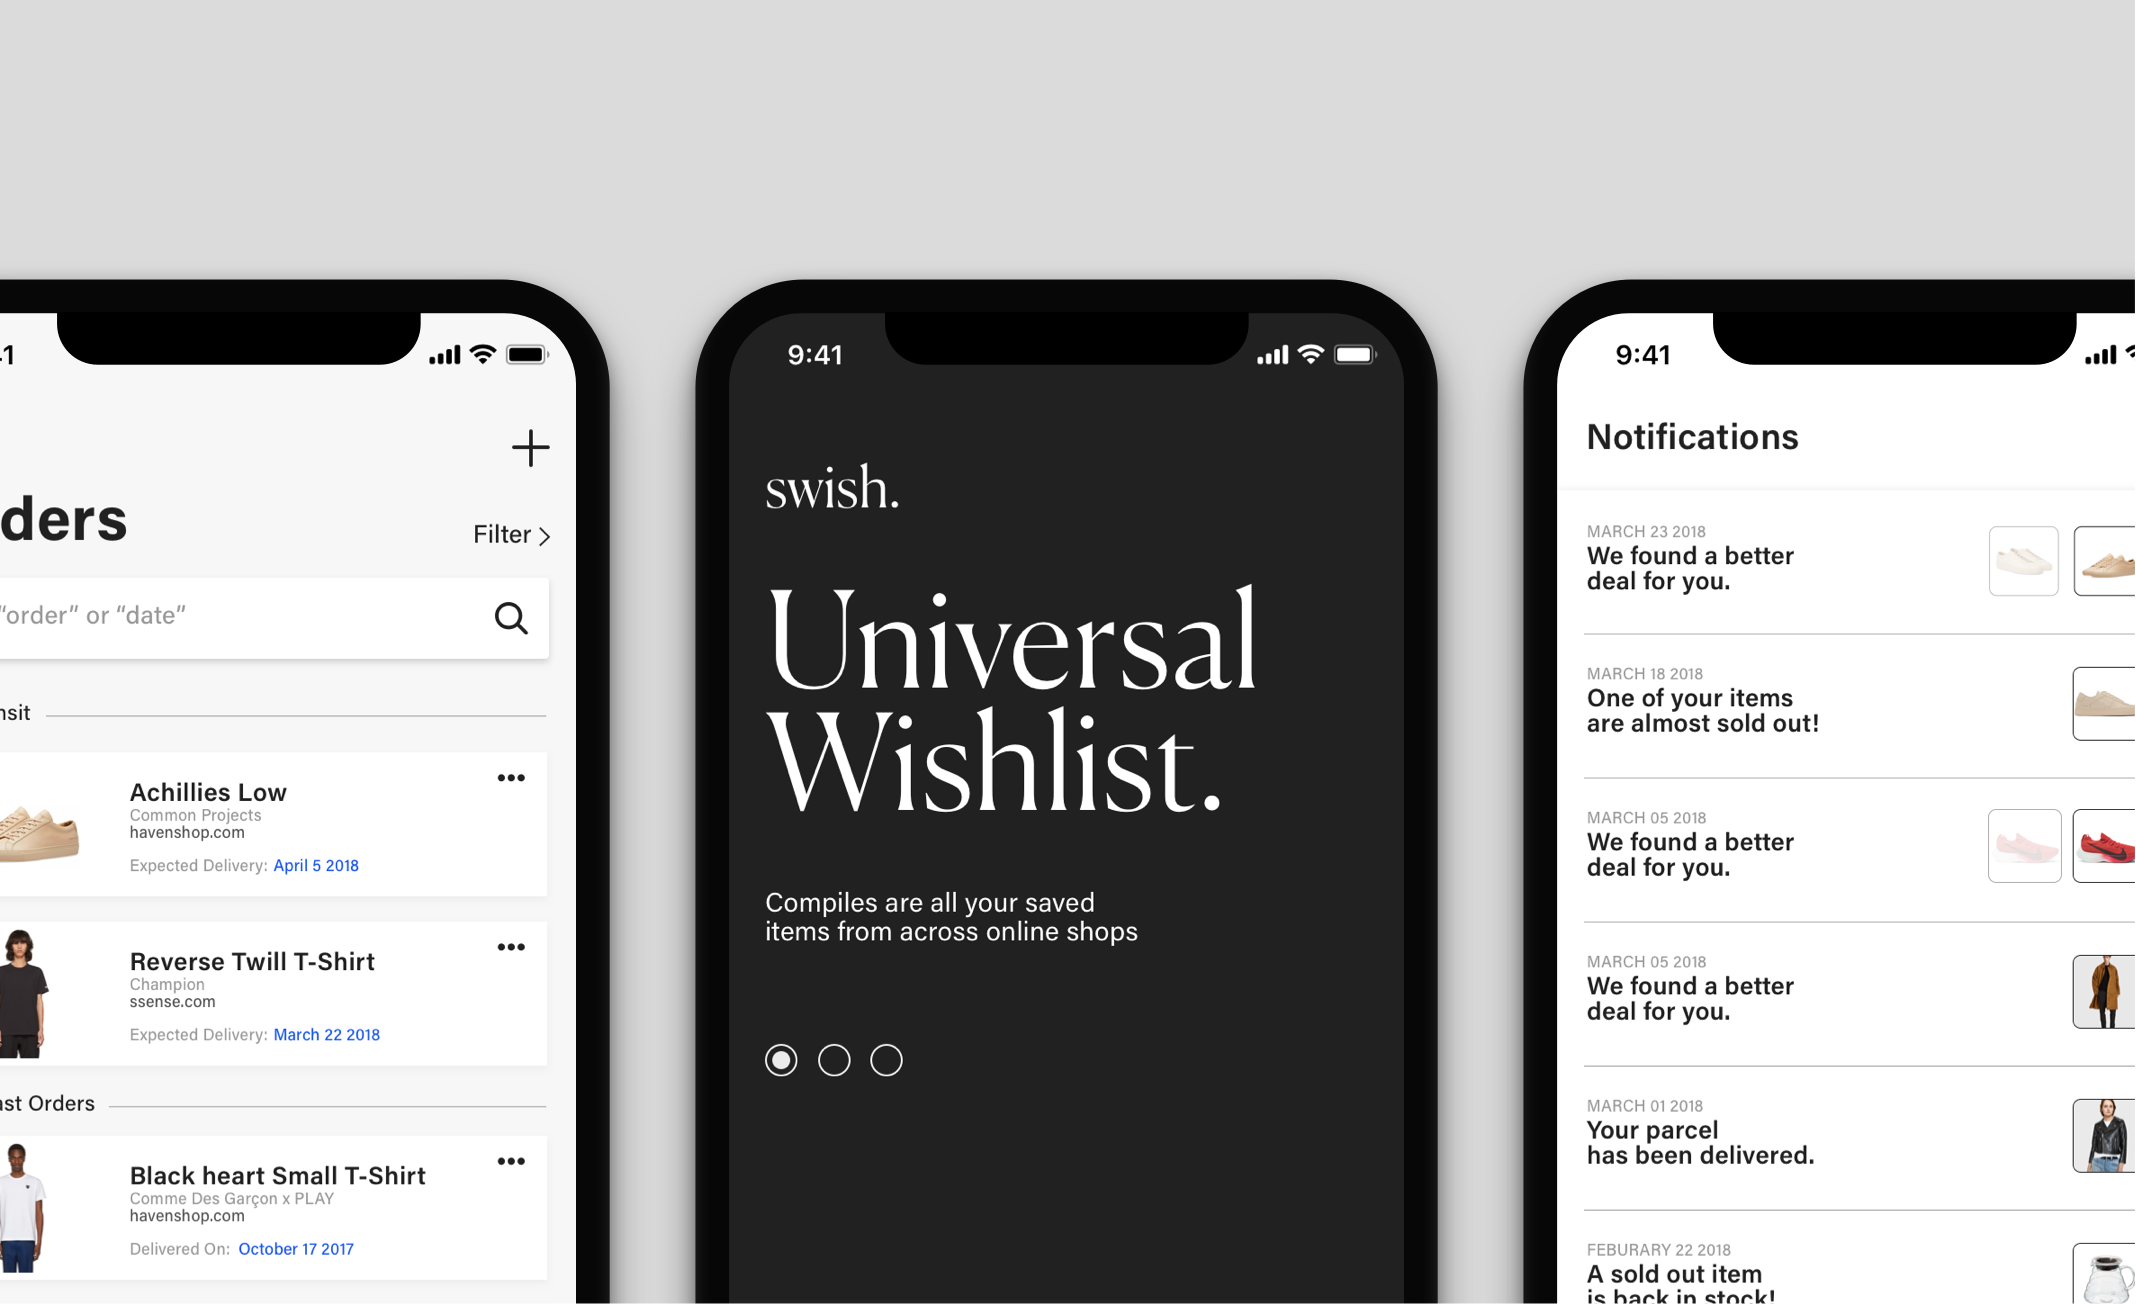 9:41
ders
Filter
“order” or “date”
Achillies Low
Common Projects
havenshop.com
Expected Delivery: April 5 2018
Reverse Twill T-Shirt
Champion
ssense.com
Expected Delivery: March 22 2018
ast Orders
Black heart Small T-Shirt
Comme Des Garçon x PLAY
havenshop.com
Delivered On: October 17 2017
swish.
Universal
Wishlist.
Compiles are all your saved
items from across online shops
9:41
Notifications
MARCH 23 2018
We found a better
deal for you.
MARCH 18 2018
One of your items
are almost sold out!
MARCH 05 2018
We found a better
deal for you.
MARCH 05 2018
We found a better
deal for you.
MARCH 01 2018
Your parcel
has been delivered.
FEBURARY 22 2018
A sold out item
is back in stock!